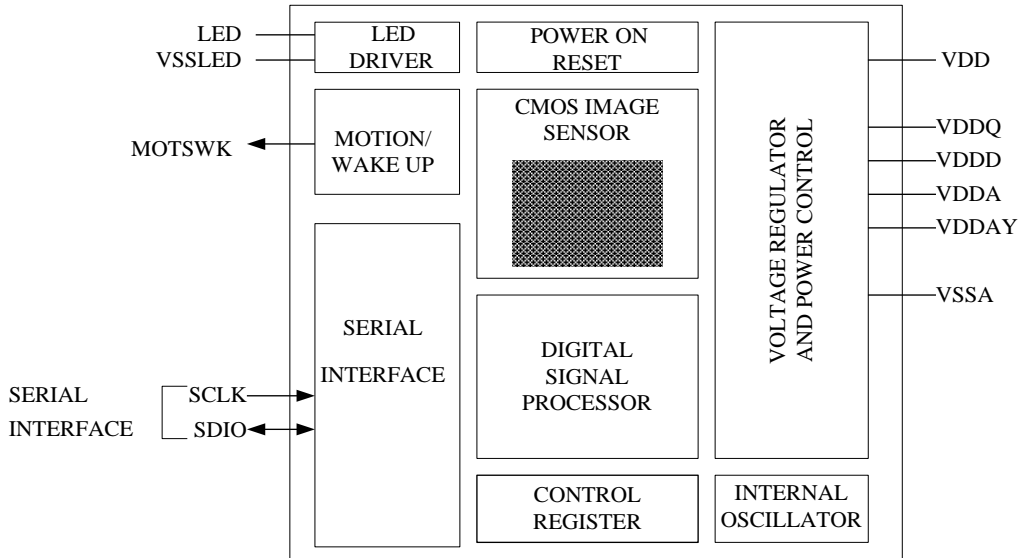 LED
VSSLED
LED
DRIVER
POWER ON
RESET
VDD
MOTSWK
MOTION/
WAKE UP
CMOS IMAGE
SENSOR
VOLTAGE REGULATOR
AND POWER CONTROL
VDDQ
VDDD
VDDA
VDDAY
VSSA
SERIAL
INTERFACE
DIGITAL
SIGNAL
PROCESSOR
SERIAL
INTERFACE
SCLK
SDIO
CONTROL
REGISTER
INTERNAL
OSCILLATOR